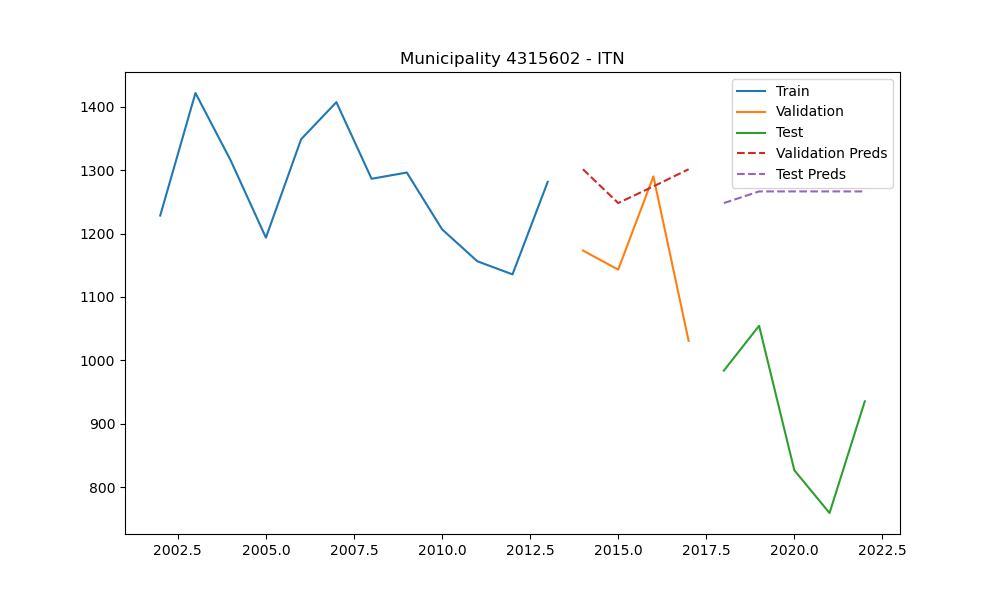 Municipality 4315602 - ITN
Train
Validation
Test
Validation Preds
Test Preds
1400
1300
1200
1100
1000
900
800
2002.5 2005.0 2007.5 2010.0 2012.5 2015.0 2017.5 2020.0 2022.5